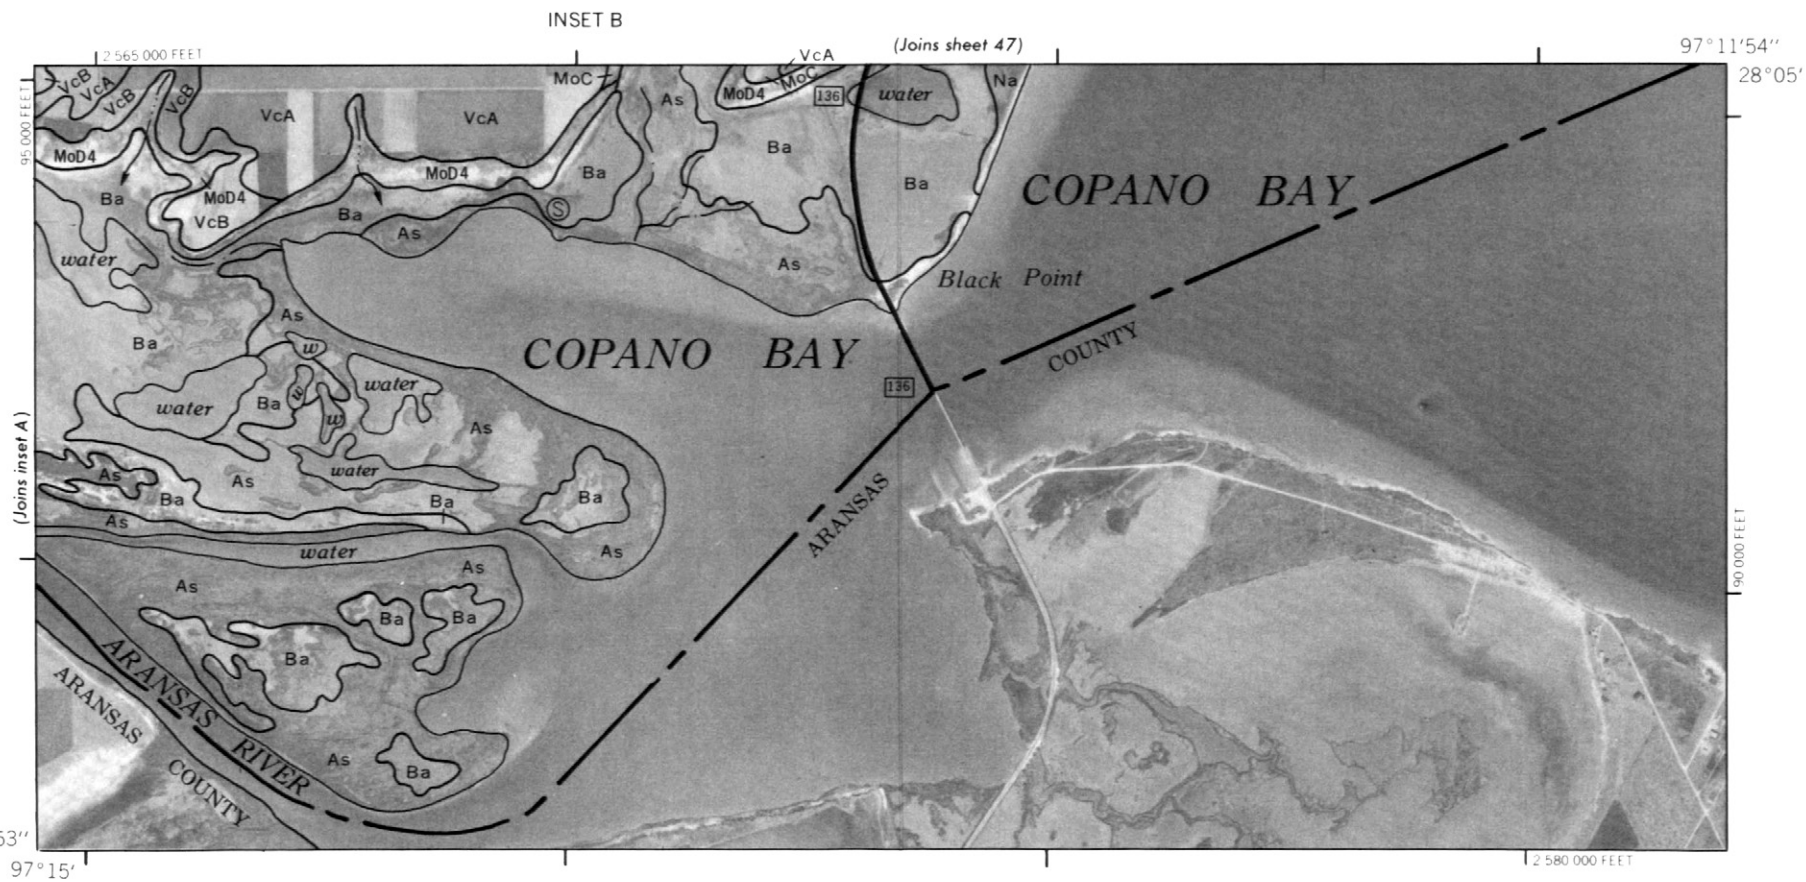 INSET B
2 565 000 FEET
(Joins sheet 47)
97°11'54"
28°05'
95 000 FEET
VcB
VcA
VcB
VcB
VcA
VcA
MoC
As
VcA
MoC
MoD4
136
water
Na
MoD4
MoD4
Ba
Ba
Ba
Ba
MoD4
VcB
Ba
S
As
COPANO BAY
water
As
Black Point
As
Ba
w
COPANO BAY
COUNTY
136
water
water
Ba
w
w
As
(Joins inset A)
As
water
As
Ba
Ba
Ba
As
ARANSAS
90 000 FEET
water
As
As
As
Ba
Ba
Ba
ARANSAS
RIVER
ARANSAS
COUNTY
As
Ba
53"
97°15'
2 580 000 FEET